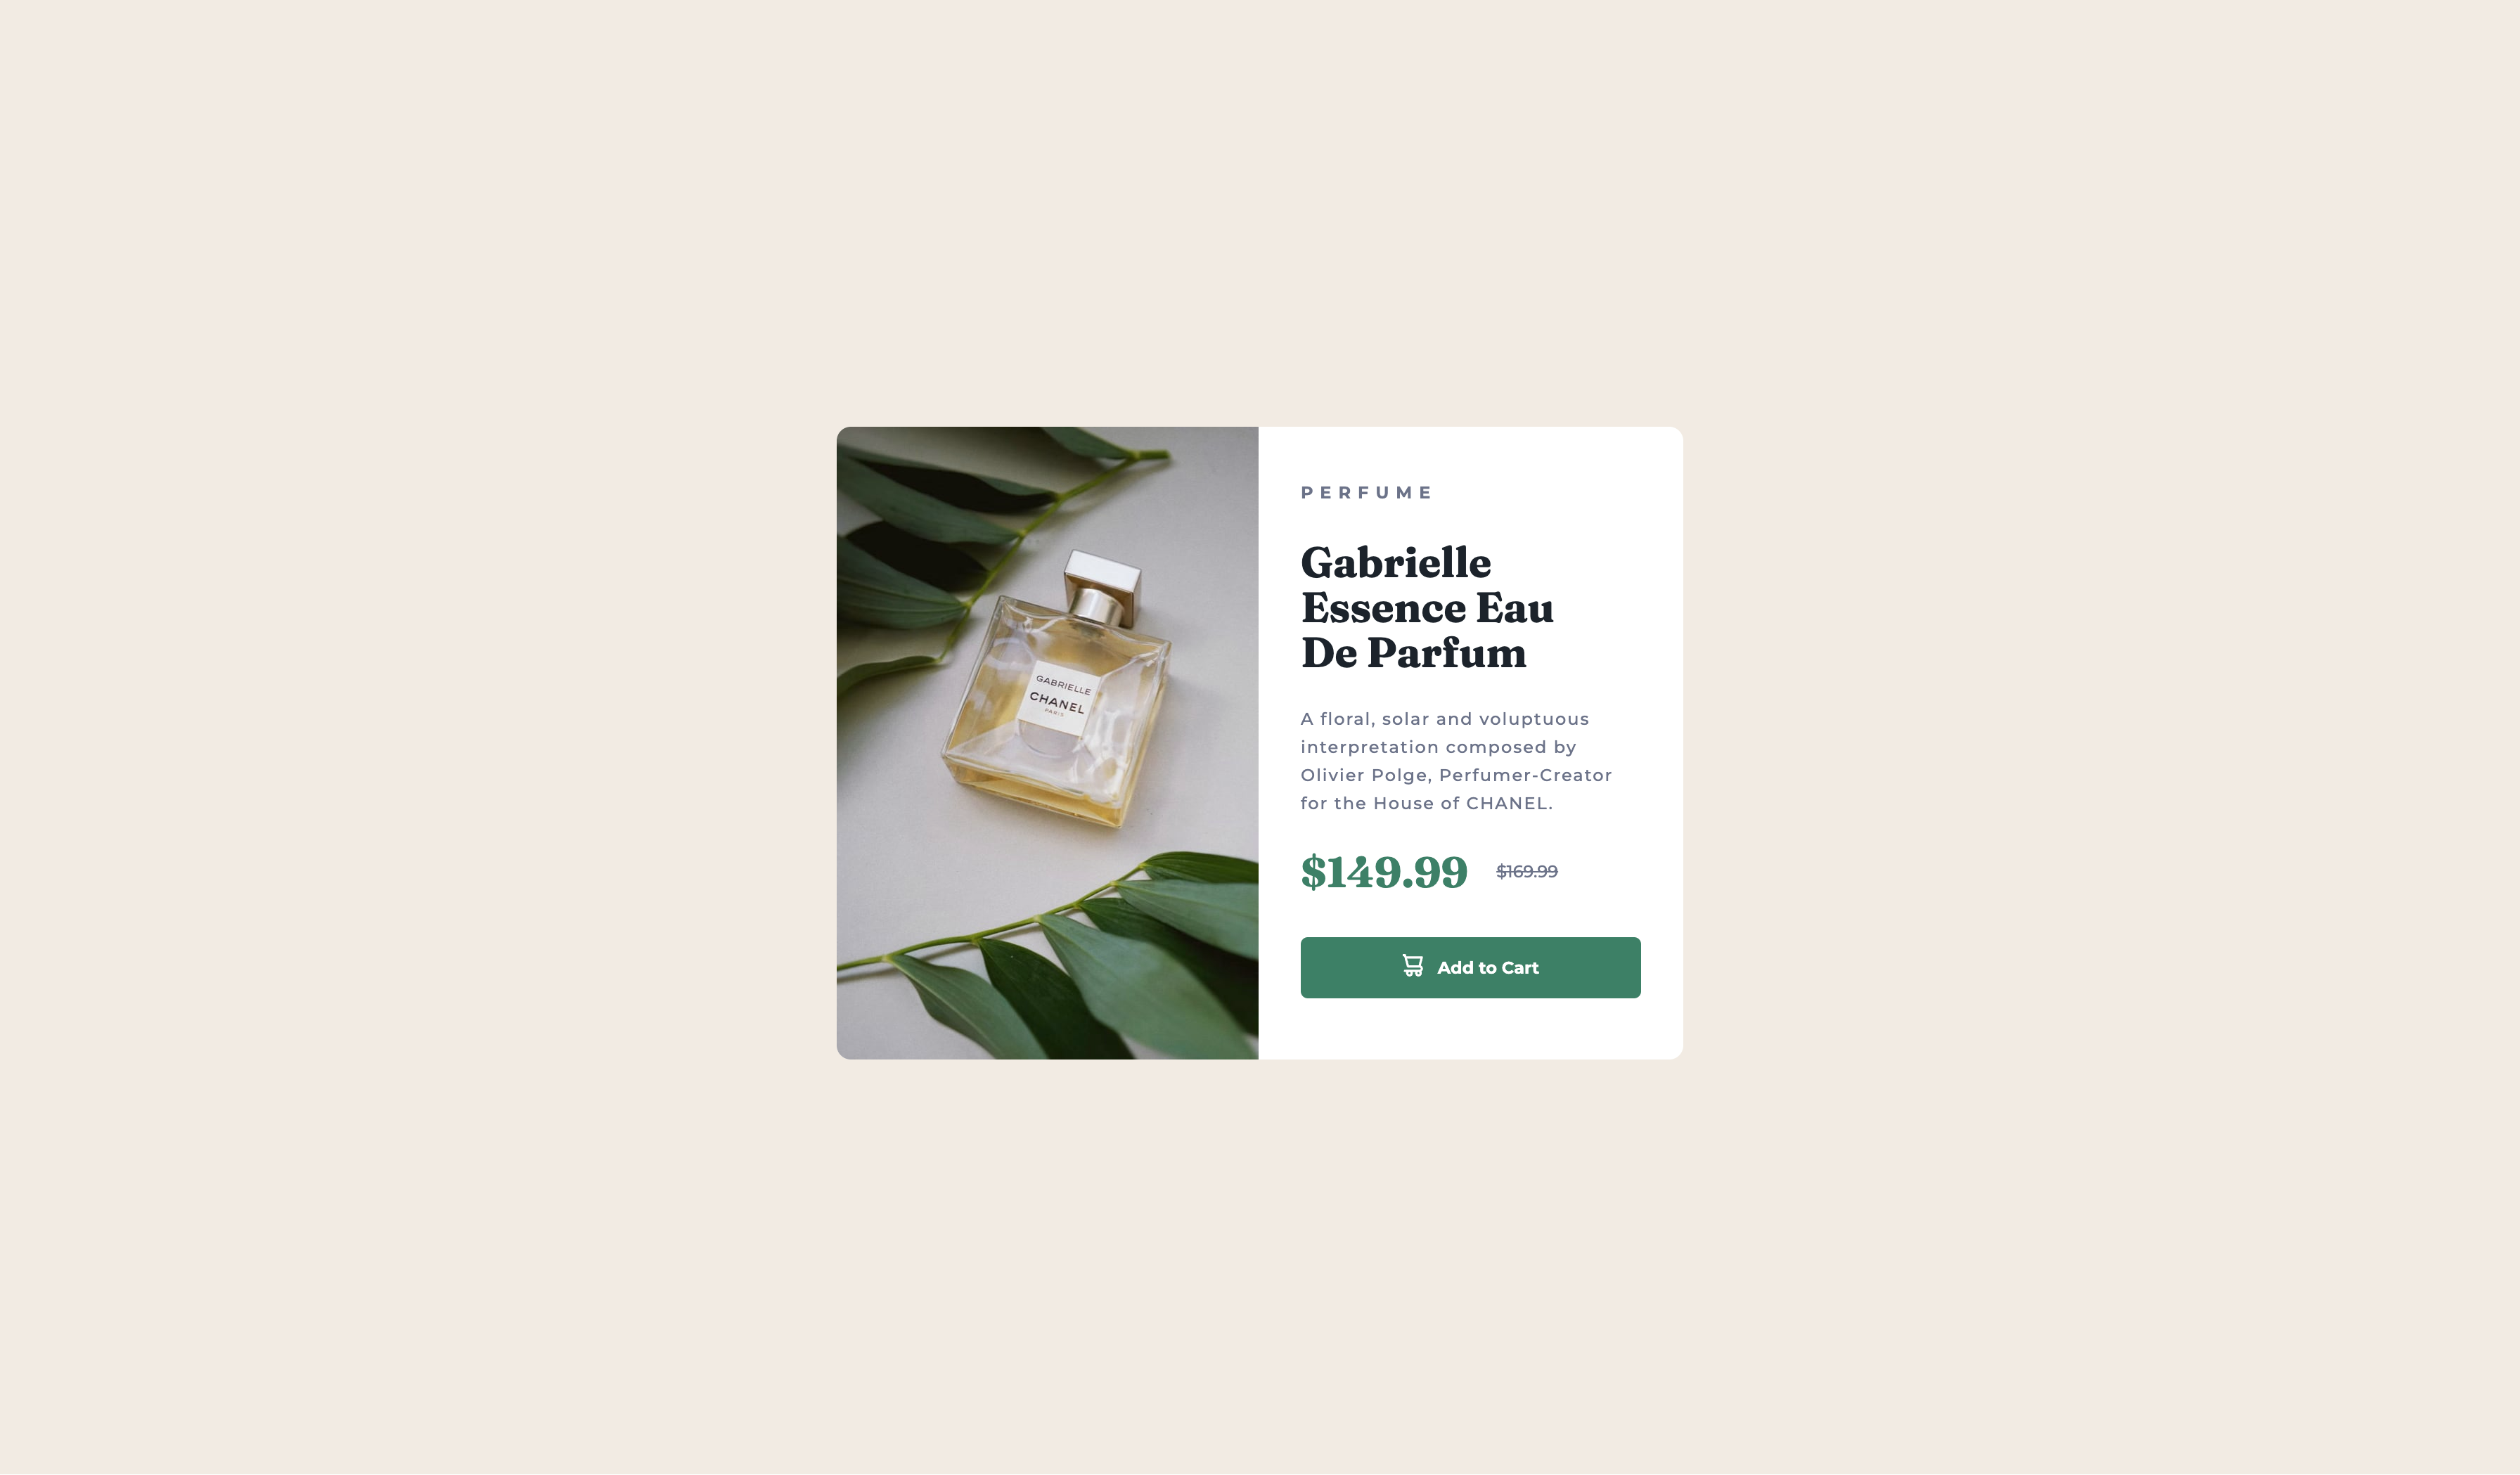 GABRIELLE
CHANEL
PARIS
PERFUME
Gabrielle
Essence Eau
De Parfum
A floral, solar and voluptuous
interpretation composed by
Olivier Polge, Perfumer-Creator
for the House of CHANEL.
$149.99 $169.99
Add to Cart